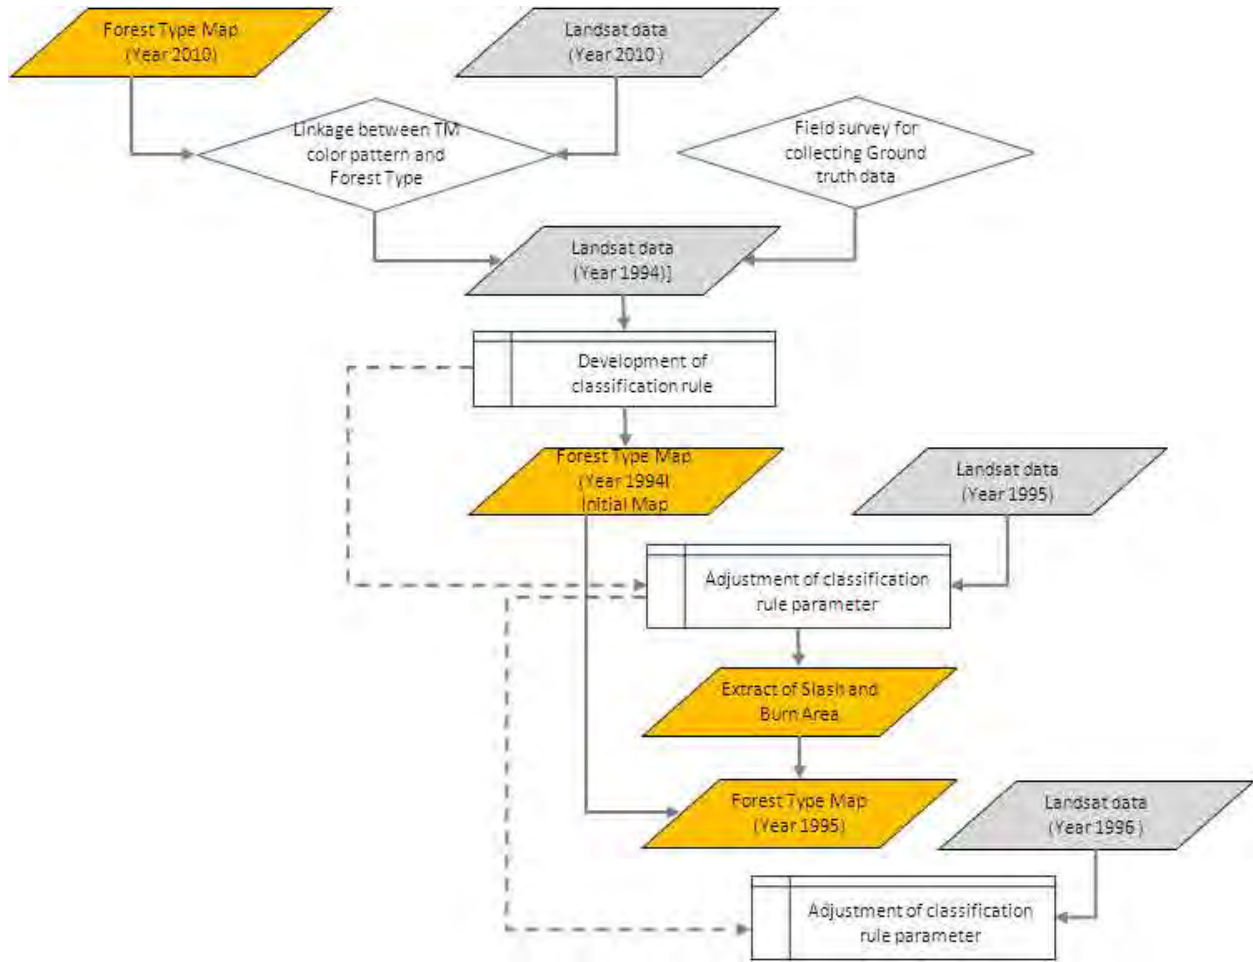 Forest Type Map
(Year 2010)
Landsat data
(Year 2010 )
Linkage between TM
color pattern and
Forest Type
Field survey for
collecting Ground
truth data
Landsat data
(Year 1994)]
Development of
classification rule
Forest Type Map
(Year 1994)
Initial Map
Landsat data
(Year 1995)
Adjustment of classification
rule parameter
Extract of Slash and
Burn Area
Forest Type Map
(Year 1995)
Landsat data
(Year 1996 )
Adjustment of classification
rule parameter